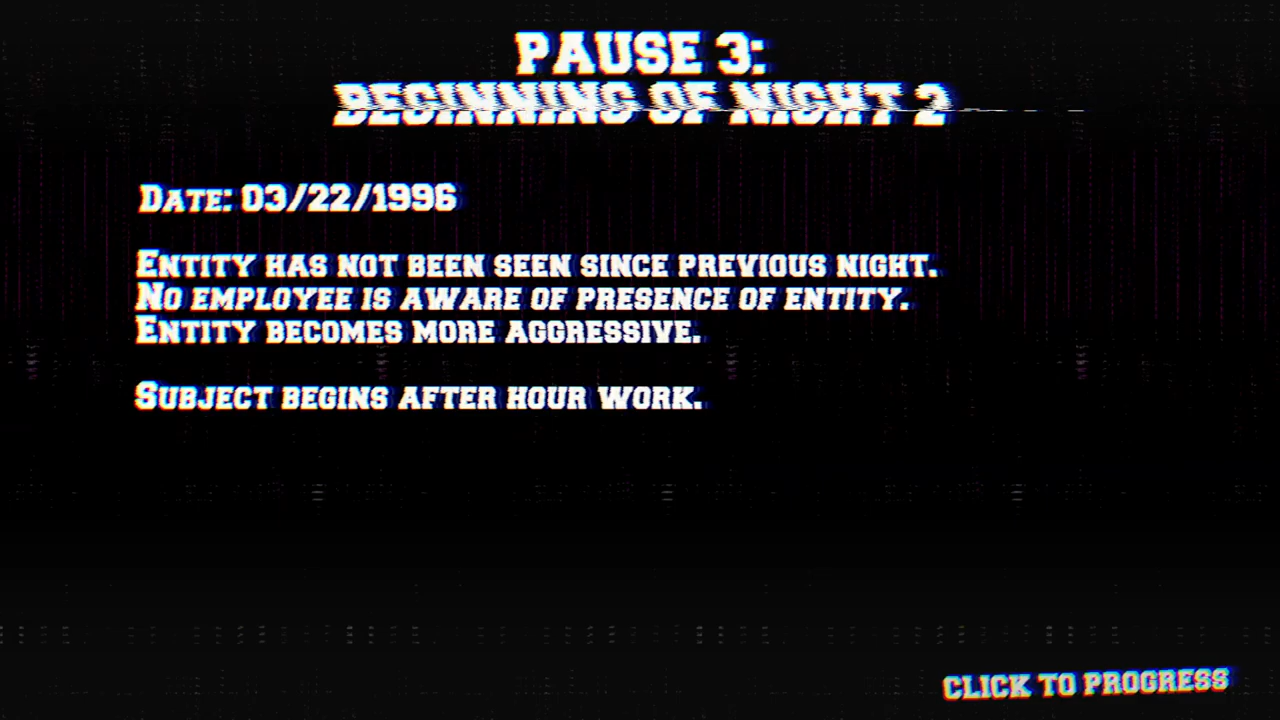 PAUSE 3:
BEGINNING OF NIGHT 2
DATE: 03/22/1996
ENTITY HAS NOT BEEN SEEN SINCE PREVIOUS NIGHT.
NO EMPLOYEE IS AWARE OF PRESENCE OF ENTITY.
ENTITY BECOMES MORE AGGRESSIVE.
SUBJECT BEGINS AFTER HOUR WORK.
CLICK TO PROGRESS